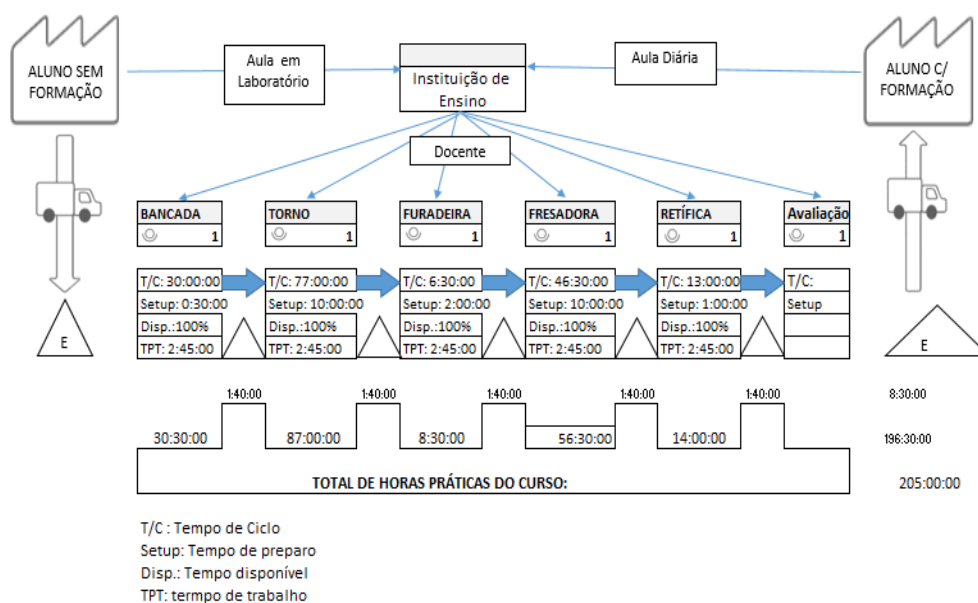 ALUNO SEM
FORMAÇÃO
Aula em
Laboratório
Instituição de
Ensino
Aula Diária
ALUNO C/
FORMAÇÃO
Docente
BANCADA
1
TORNO
1
FURADEIRA
1
FRESADORA
1
RETÍFICA
1
Avaliação
1
T/C: 30:00:00
Setup: 0:30:00
Disp.:100%
TPT: 2:45:00
T/C: 77:00:00
Setup: 10:00:00
Disp.:100%
TPT: 2:45:00
T/C: 6:30:00
Setup: 2:00:00
Disp.:100%
TPT: 2:45:00
T/C: 46:30:00
Setup: 10:00:00
Disp.:100%
TPT: 2:45:00
T/C: 13:00:00
Setup: 1:00:00
Disp.:100%
TPT: 2:45:00
T/C:
Setup
E
E
1:40:00 1:40:00 1:40:00 1:40:00 1:40:00 8:30:00
30:30:00 87:00:00 8:30:00 56:30:00 14:00:00 196:30:00
TOTAL DE HORAS PRÁTICAS DO CURSO: 205:00:00
T/C : Tempo de Ciclo
Setup: Tempo de preparo
Disp.: Tempo disponível
TPT: termpo de trabalho